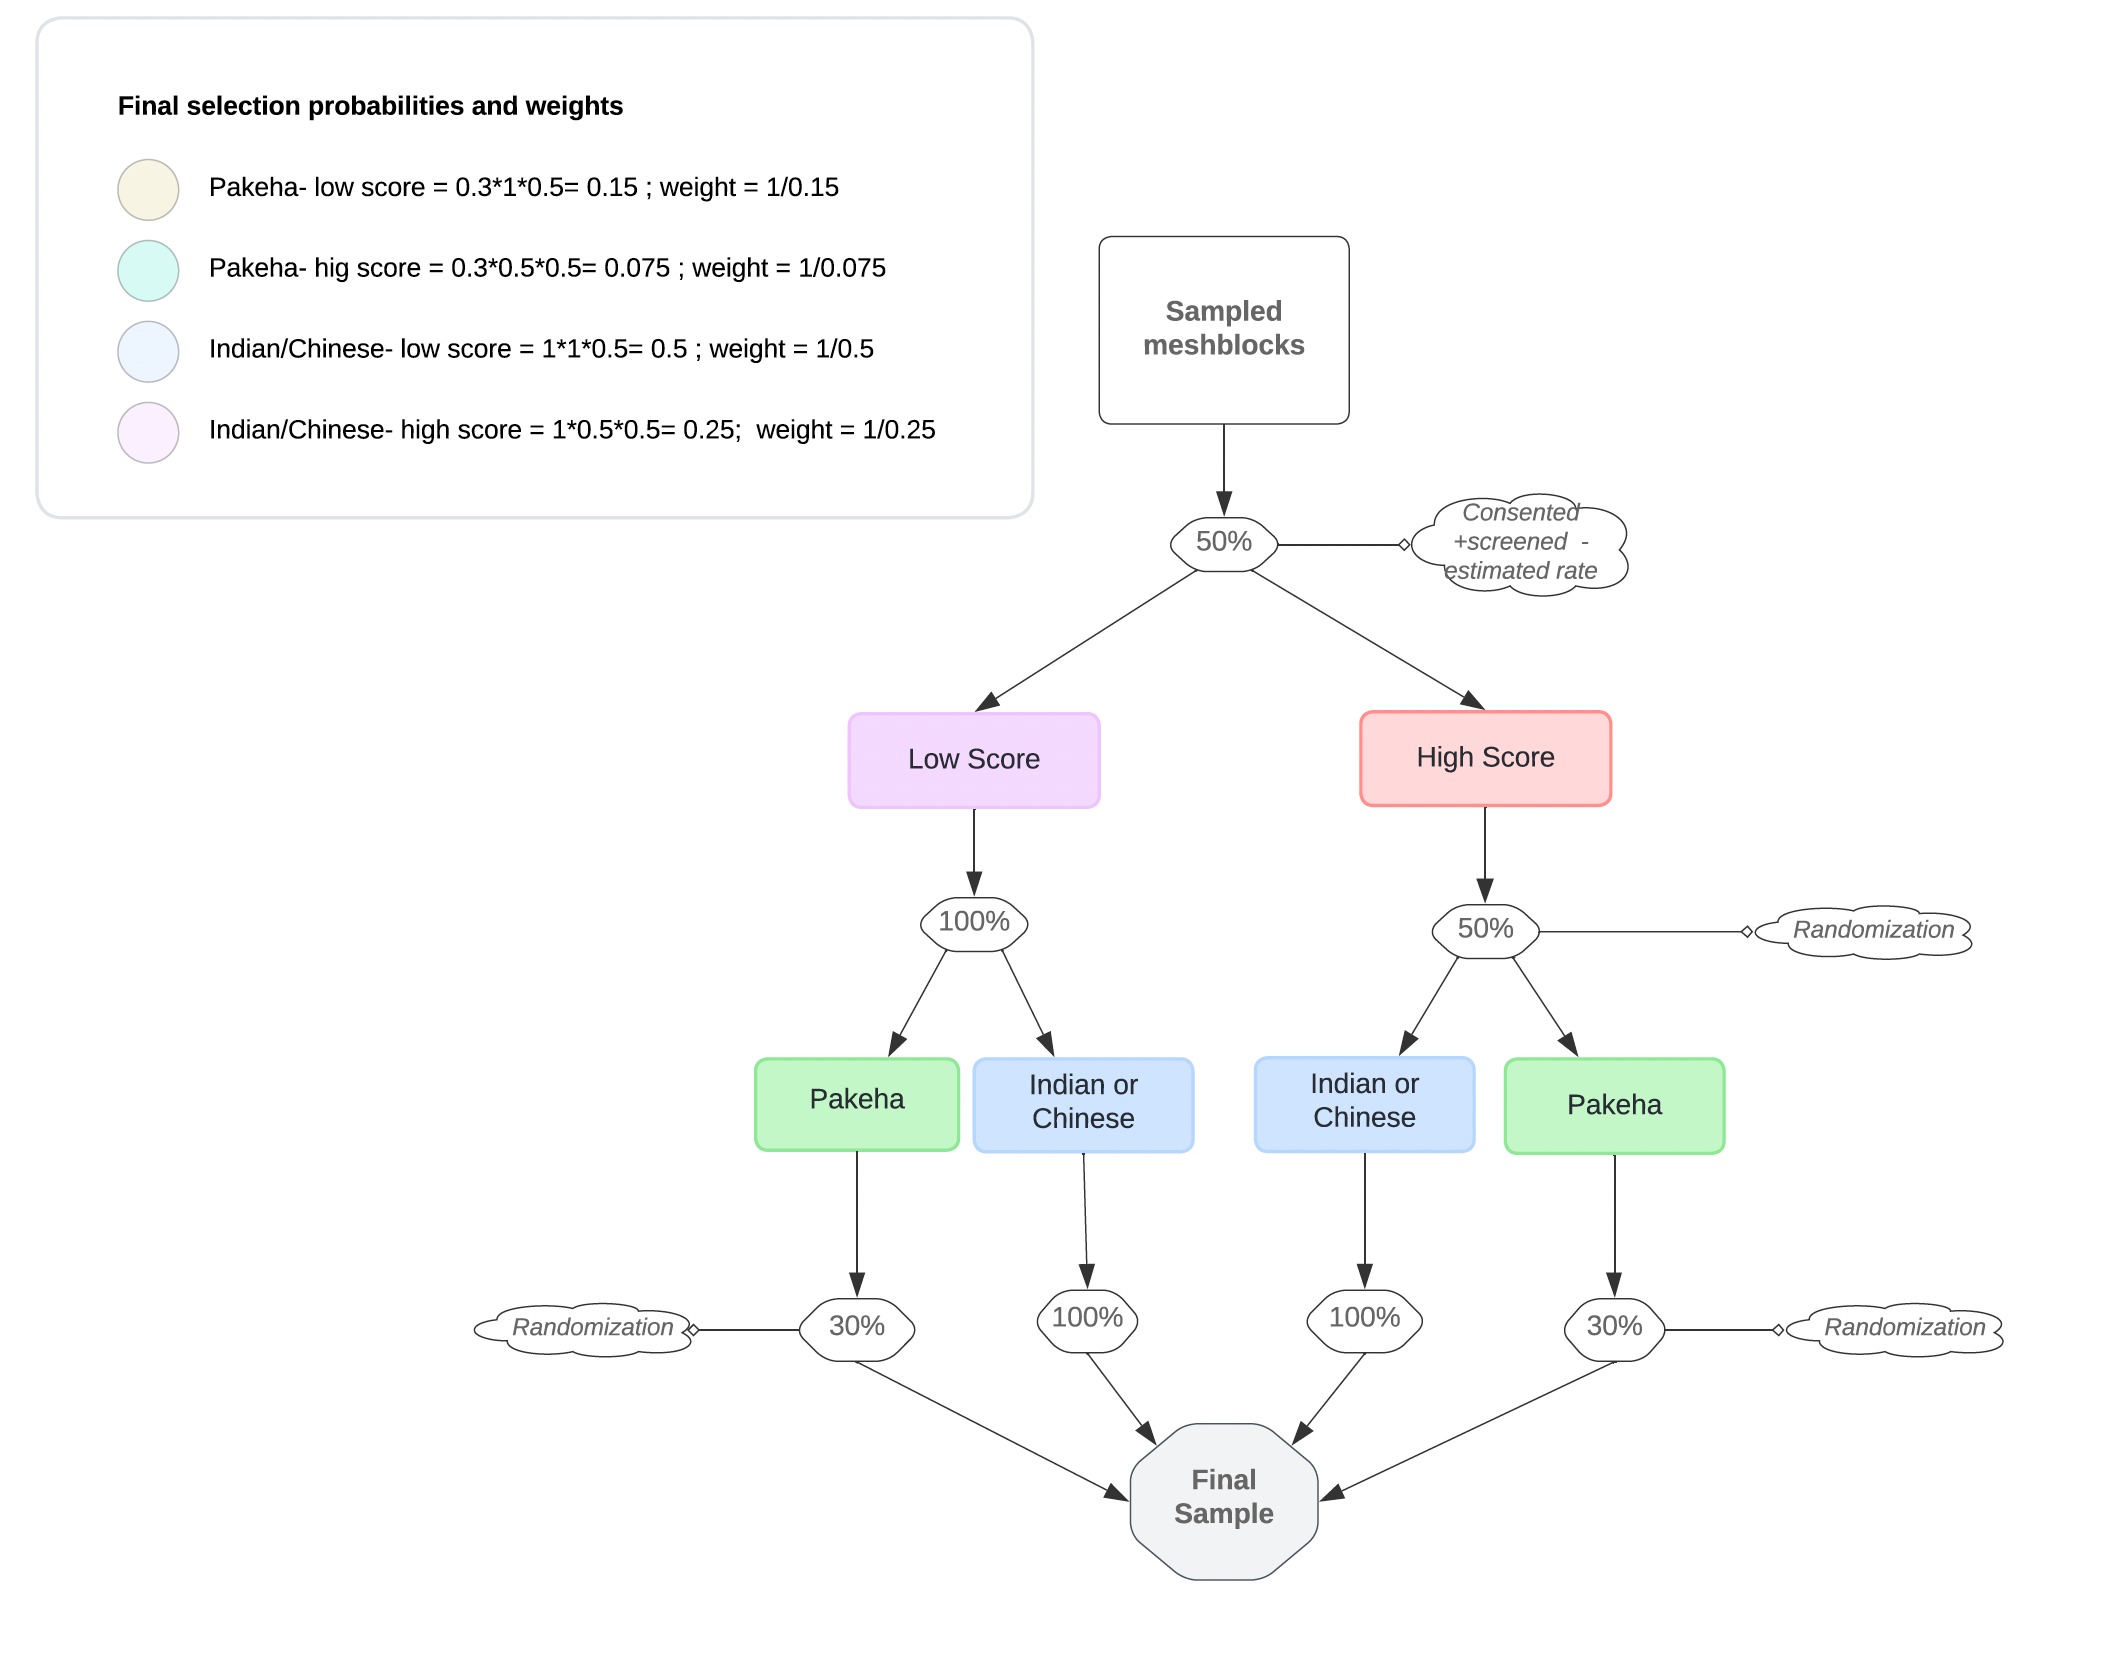 Final selection probabilities and weights
Pakeha- low score = 0.3*1*0.5= 0.15 ; weight = 1/0.15
Pakeha- hig score = 0.3*0.5*0.5= 0.075 ; weight = 1/0.075
Indian/Chinese- low score = 1*1*0.5= 0.5 ; weight = 1/0.5
Indian/Chinese- high score = 1*0.5*0.5= 0.25;  weight = 1/0.25
Sampled
meshblocks
50%
Consented
+screened  -
estimated rate
Low Score
High Score
100%
50%
Randomization
Pakeha
Indian or
Chinese
Indian or
Chinese
Pakeha
Randomization
30%
100%
100%
30%
Randomization
Final
Sample